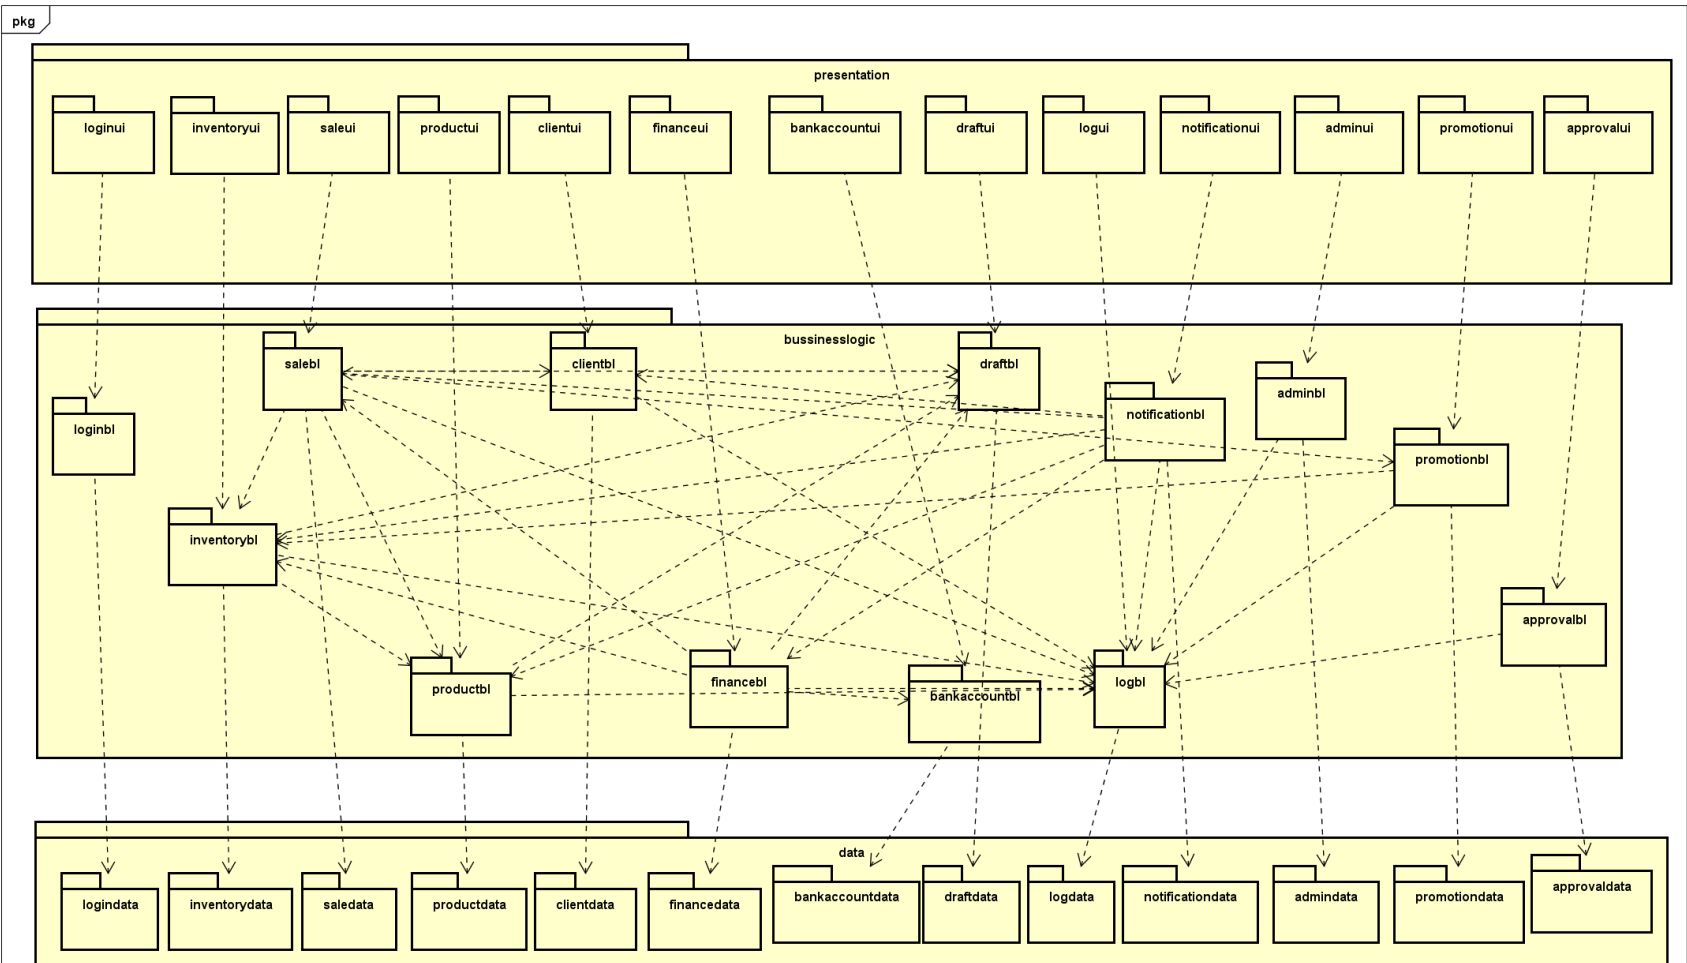 pkg
presentation
loginui
inventoryui
saleui
productui
clientui
financeui
bankaccountui
draftui
logui
notificationui
adminui
promotionui
approvalui
bussinesslogic
salebl
clientbl
draftbl
adminbl
notificationbl
loginbl
promotionbl
inventorybl
approvalbl
productbl
financebl
bankaccountbl
logbl
data
logindata
inventorydata
saledata
productdata
clientdata
financedata
bankaccountdata
draftdata
logdata
notificationdata
admindata
promotiondata
approvaldata